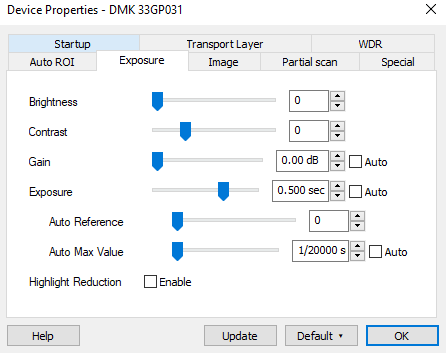 Device Properties - DMK 33GP031
Startup Transport Layer WDR
Auto ROI Exposure Image Partial scan Special
Brightness 0
Contrast 0
Gain 0.00 dB Auto
Exposure 0.500 sec Auto
Auto Reference 0
Auto Max Value 1/20000 s Auto
Highlight Reduction Enable
Help Update Default OK